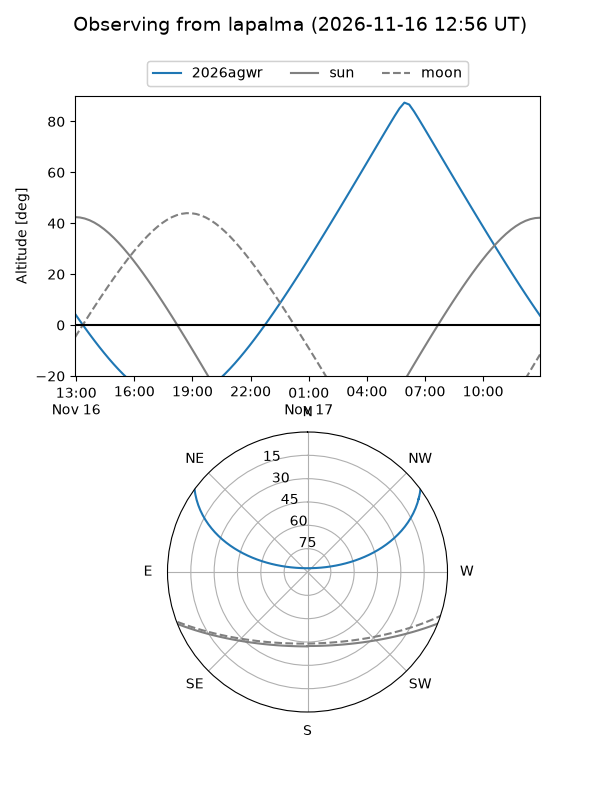 Observing from lapalma (2026-11-16 12:56 UT)
2026agwr sun moon
Altitude [deg]
80
60
40
20
0
−20
13:00 16:00 19:00 22:00 01:00 04:00 07:00 10:00
Nov 16 Nov 17
N
NE NW
15
30
45
60
75
E W
SE SW
S